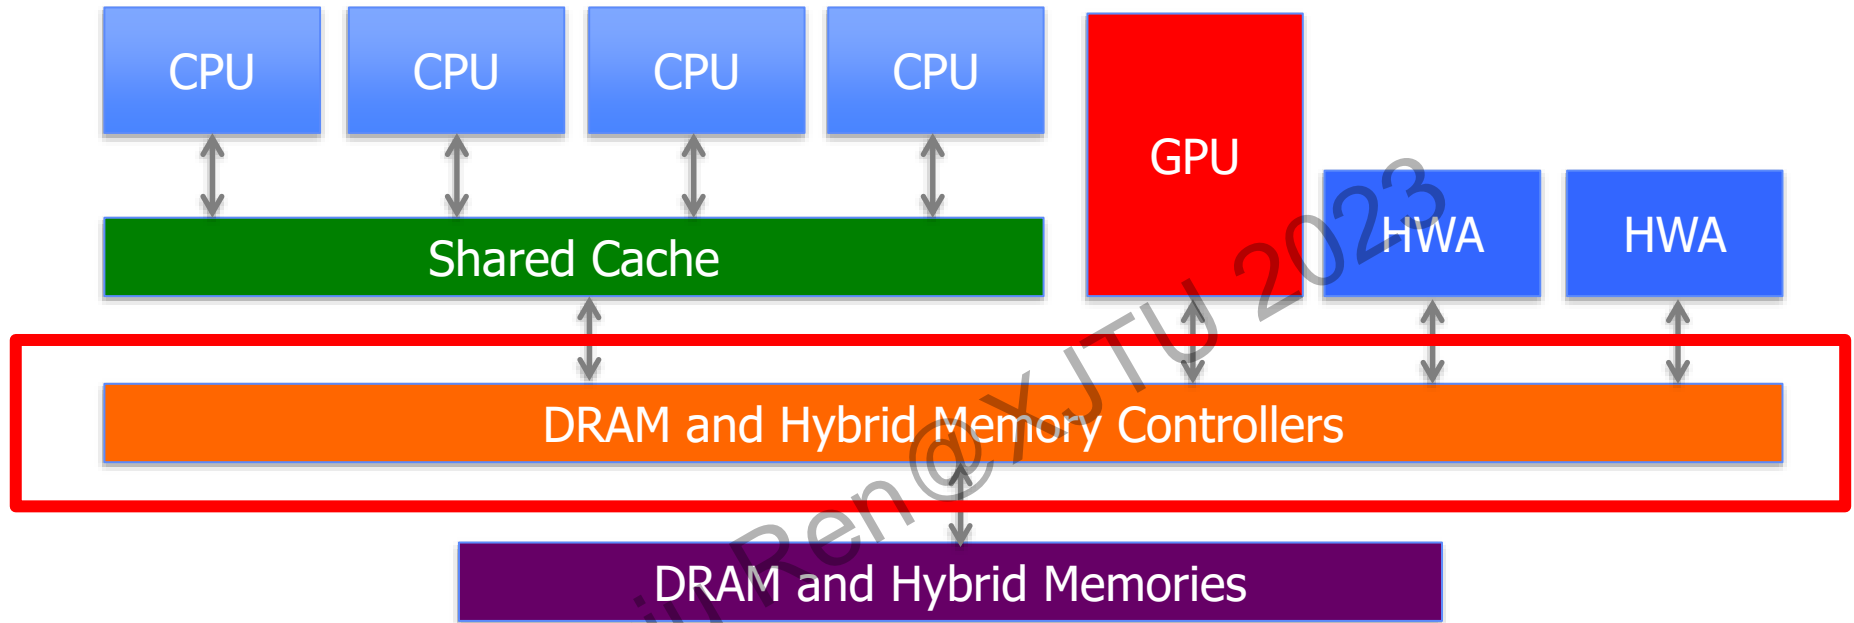 CPU
CPU
CPU
CPU
GPU
HWA
HWA
Shared Cache
DRAM and Hybrid Memory Controllers
DRAM and Hybrid Memories
Ren@XJTU 2023